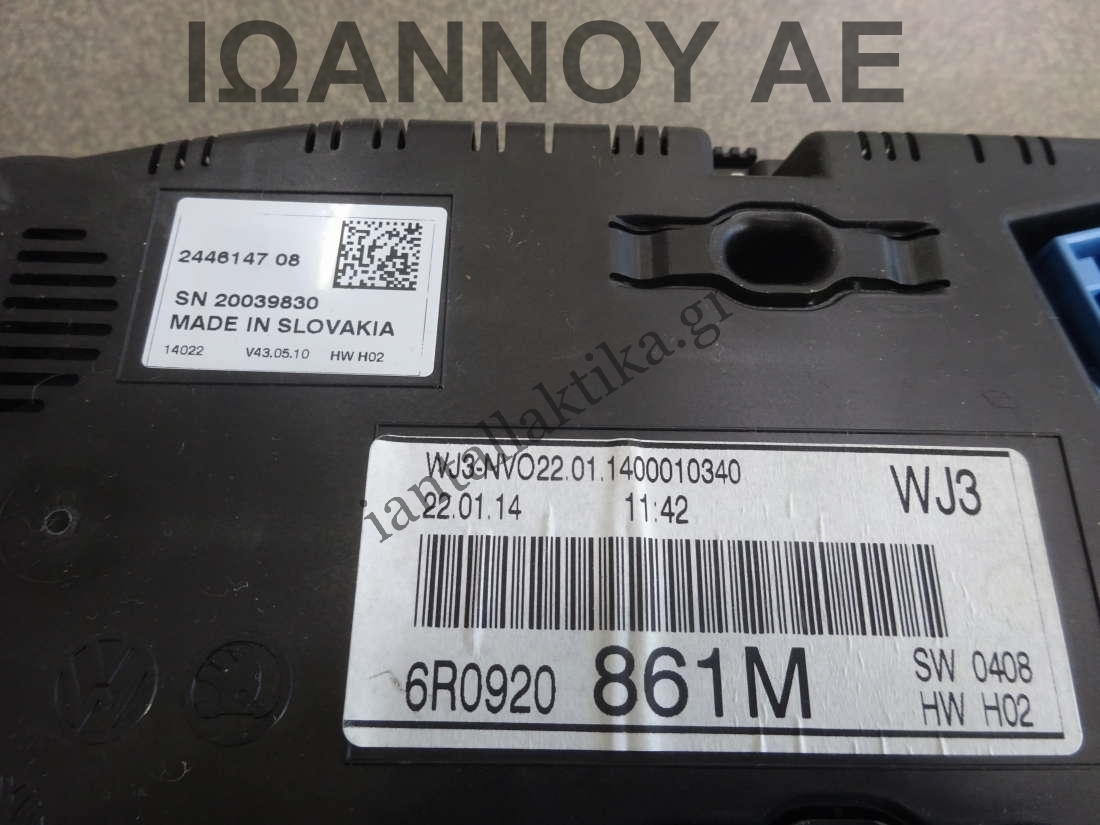 ΙΩΑΝΝΟΥ ΑΕ
2446147 08
SN 20039830
MADE IN SLOVAKIA
14022 V43.05.10 HW H02
iantallaktika.gr
WJ3-NVO22.01.1400010340
22.01.14 11:42
WJ3
6R0920 861M
SW 0408
HW H02